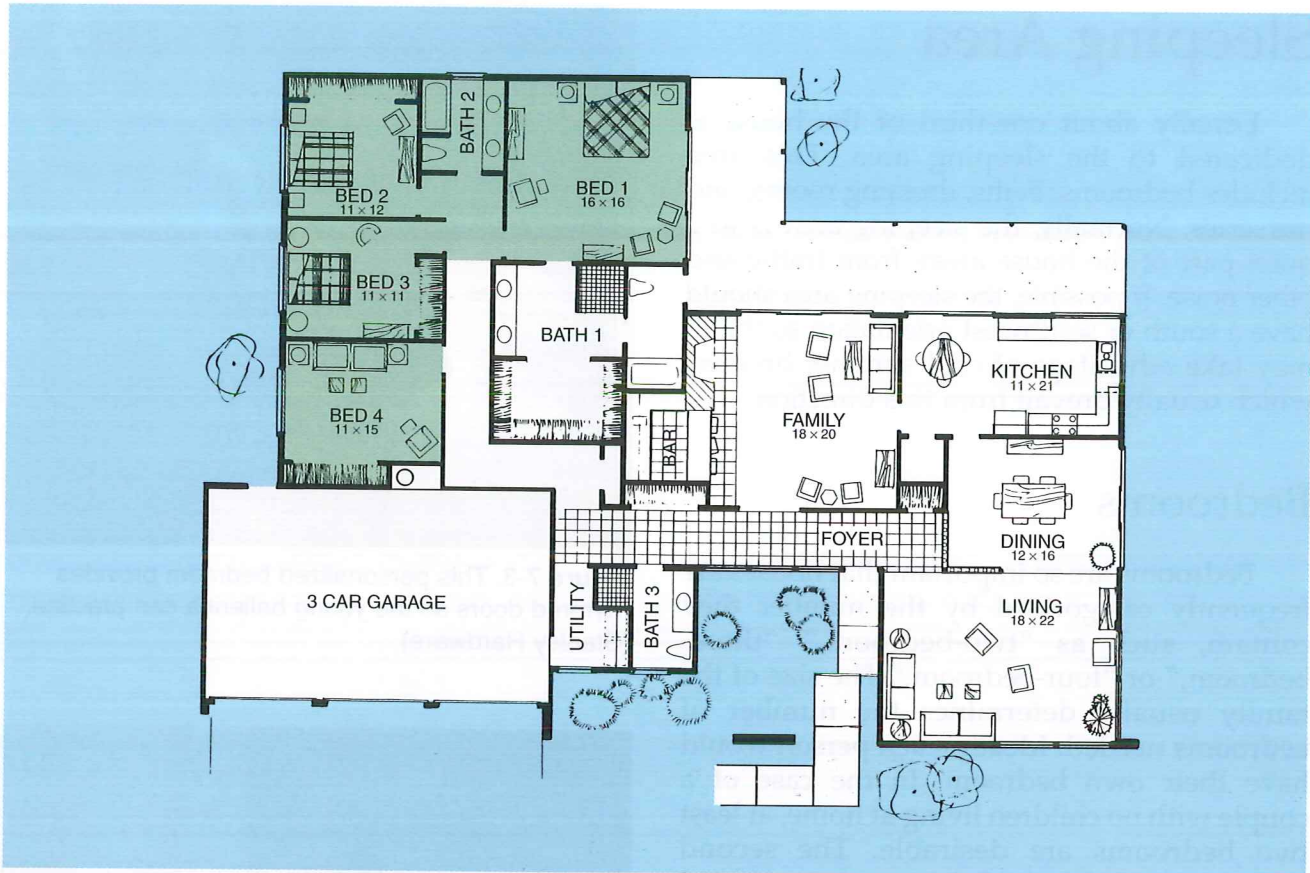 BATH 2
BED 2
11 × 12
BED 1
16 × 16
BED 3
11 × 11
BATH 1
KITCHEN
11 × 21
BED 4
11 × 15
FAMILY
18 × 20
BAR
FOYER
DINING
12 × 16
3 CAR GARAGE
UTILITY
BATH 3
LIVING
18 × 22